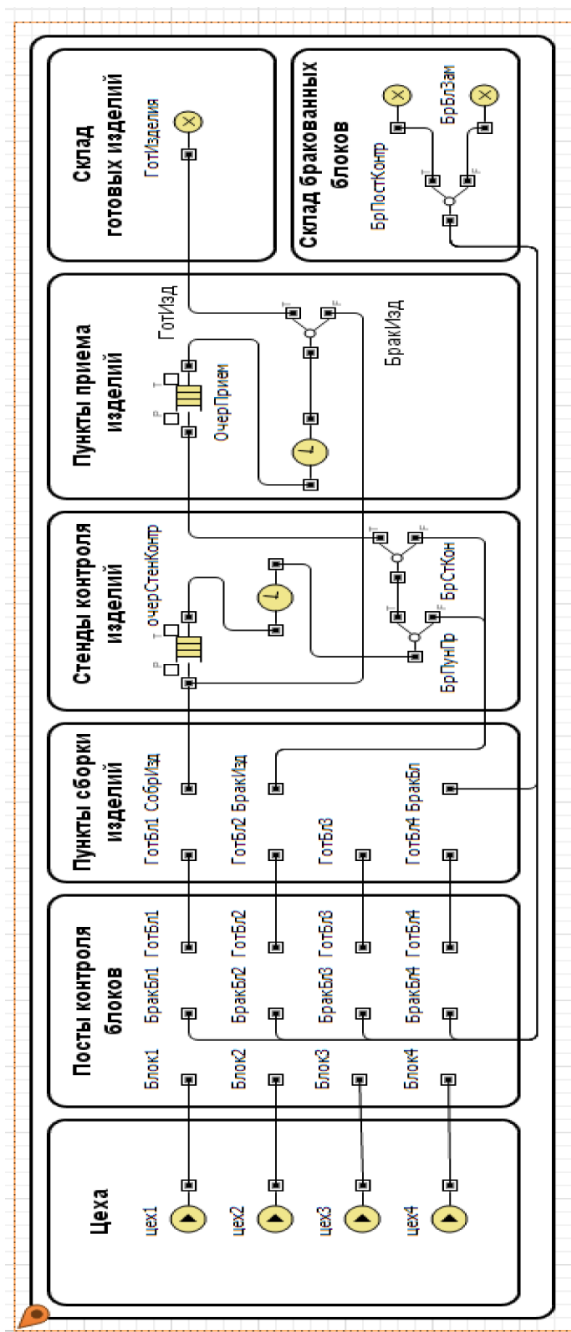 Цеха
цех1
цех2
цех3
цех4
Посты контроля
блоков
Блок1
Блок2
Блок3
Блок4
БракБл1
БракБл2
БракБл3
БракБл4
ГотБл1
ГотБл2
ГотБл3
ГотБл4
Пункты сборки
изделий
ГотБл1
ГотБл2
ГотБл3
ГотБл4
СобрИзд
БракИзд
БракБл
Стенды контроля
изделий
очерСтенКонтр
P
T
БрПунПр
T
F
БрСтКон
T
F
Пункты приема
изделий
ОчерПрием
P
T
ГотИзд
T
F
БракИзд
Склад
готовых изделий
ГотИзделия
Склад бракованных
блоков
БрПостКонтр
T
F
БрБлЗам